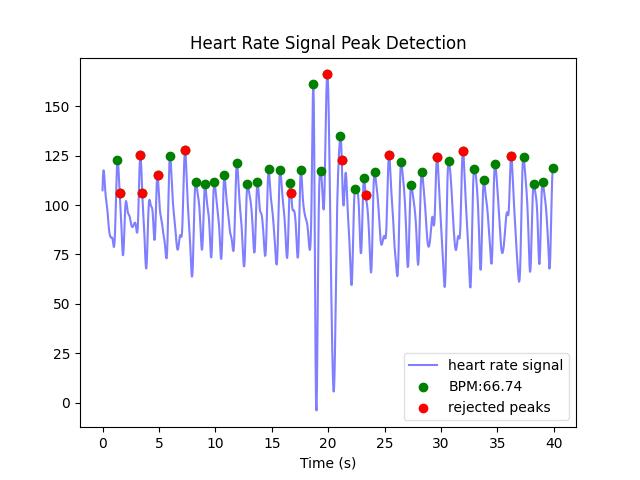 Heart Rate Signal Peak Detection
150
125
100
75
50
25
0
heart rate signal
BPM:66.74
rejected peaks
0 5 10 15 20 25 30 35 40
Time (s)